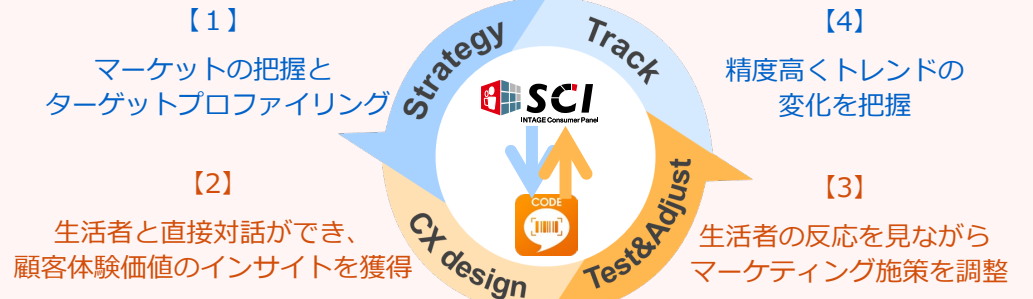 【１】
マーケットの把握と
ターゲットプロファイリング
【2】
生活者と直接対話ができ、
顧客体験価値のインサイトを獲得
Strategy
Track
SCI
INTAGE Consumer Panel
CODE
CX design
Test&Adjust
【4】
精度高くトレンドの
変化を把握
【3】
生活者の反応を見ながら
マーケティング施策を調整